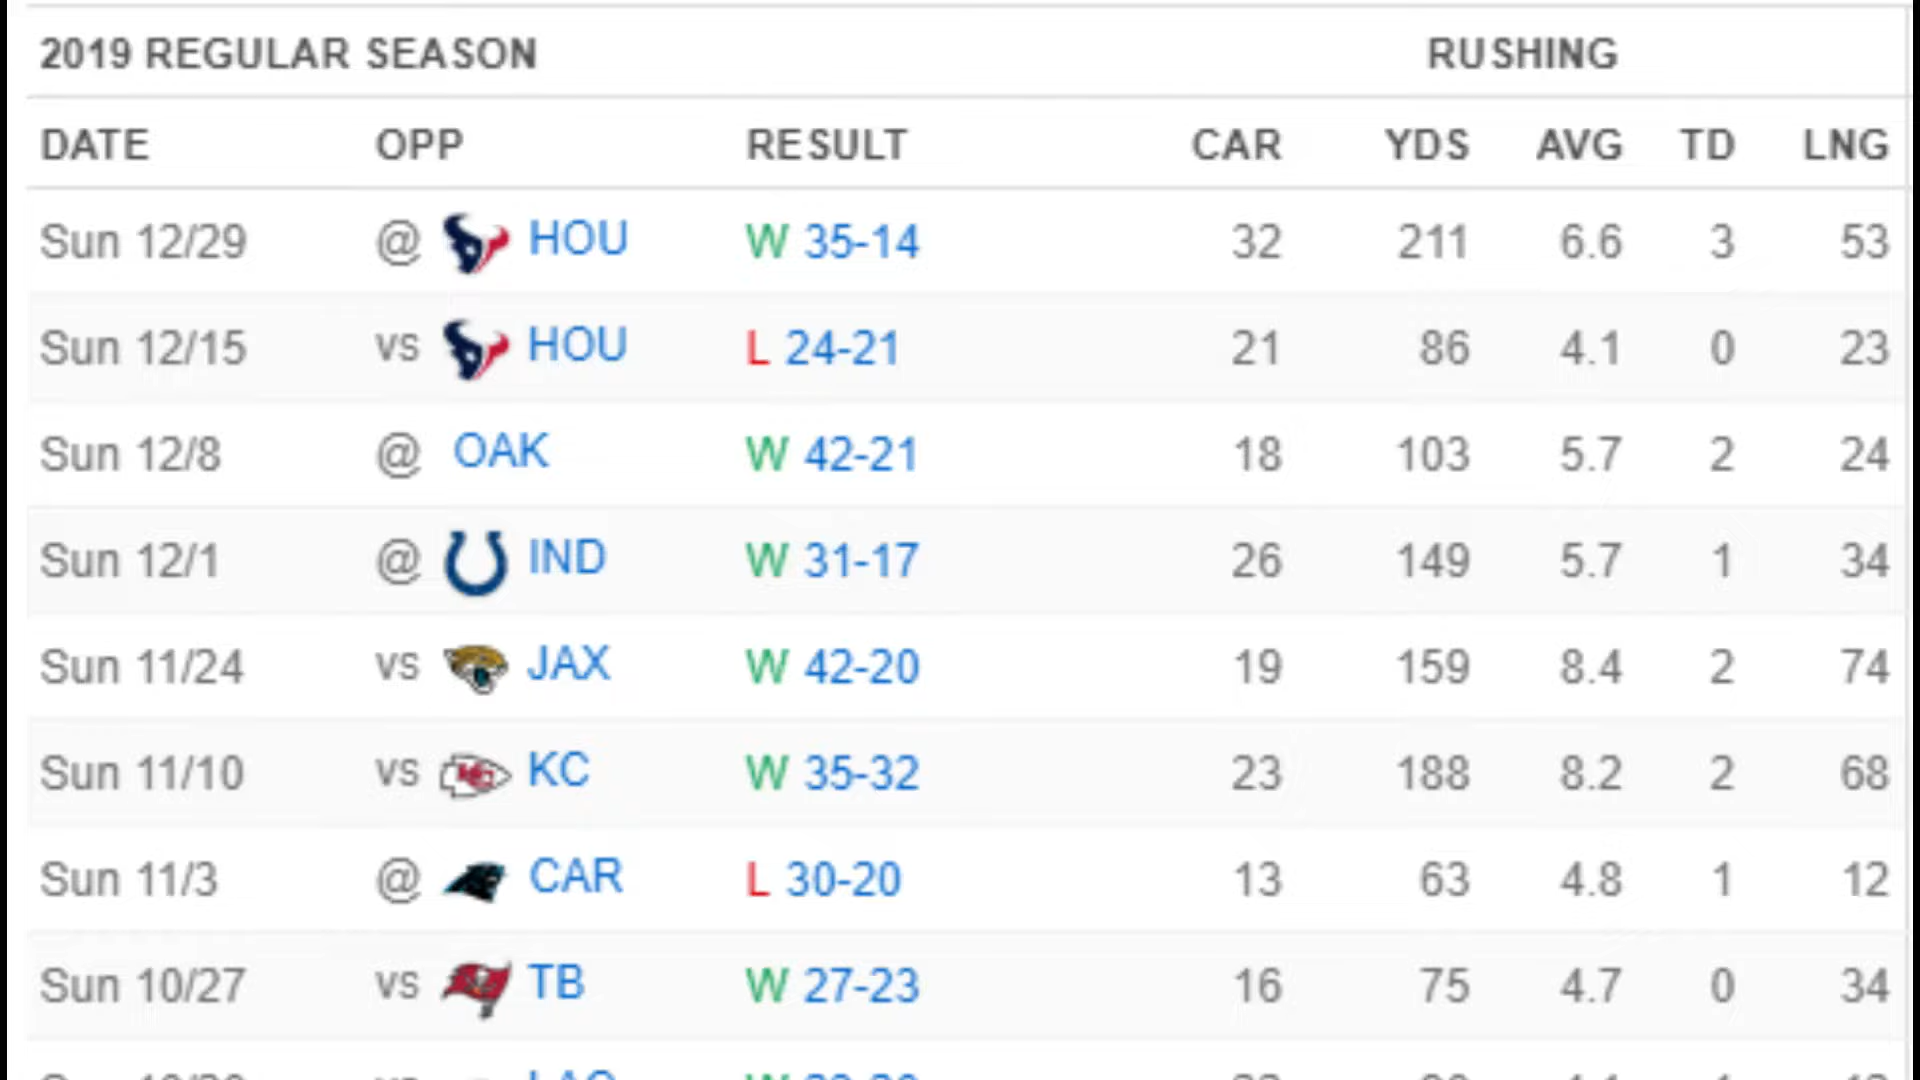 2019 REGULAR SEASON RUSHING
DATE OPP RESULT CAR YDS AVG TD LNG
Sun 12/29 @ HOU W 35-14 32 211 6.6 3 53
Sun 12/15 vs HOU L 24-21 21 86 4.1 0 23
Sun 12/8 @ OAK W 42-21 18 103 5.7 2 24
Sun 12/1 @ IND W 31-17 26 149 5.7 1 34
Sun 11/24 vs JAX W 42-20 19 159 8.4 2 74
Sun 11/10 vs KC W 35-32 23 188 8.2 2 68
Sun 11/3 @ CAR L 30-20 13 63 4.8 1 12
Sun 10/27 vs TB W 27-23 16 75 4.7 0 34